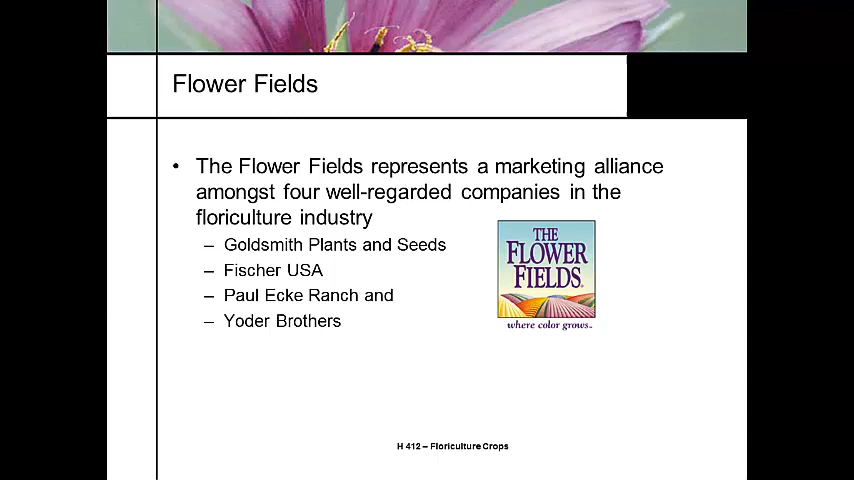 Flower Fields
• The Flower Fields represents a marketing alliance
amongst four well-regarded companies in the
floriculture industry
– Goldsmith Plants and Seeds
– Fischer USA
– Paul Ecke Ranch and
– Yoder Brothers
THE
FLOWER
FIELDS®
where color grows™
H 412 – Floriculture Crops